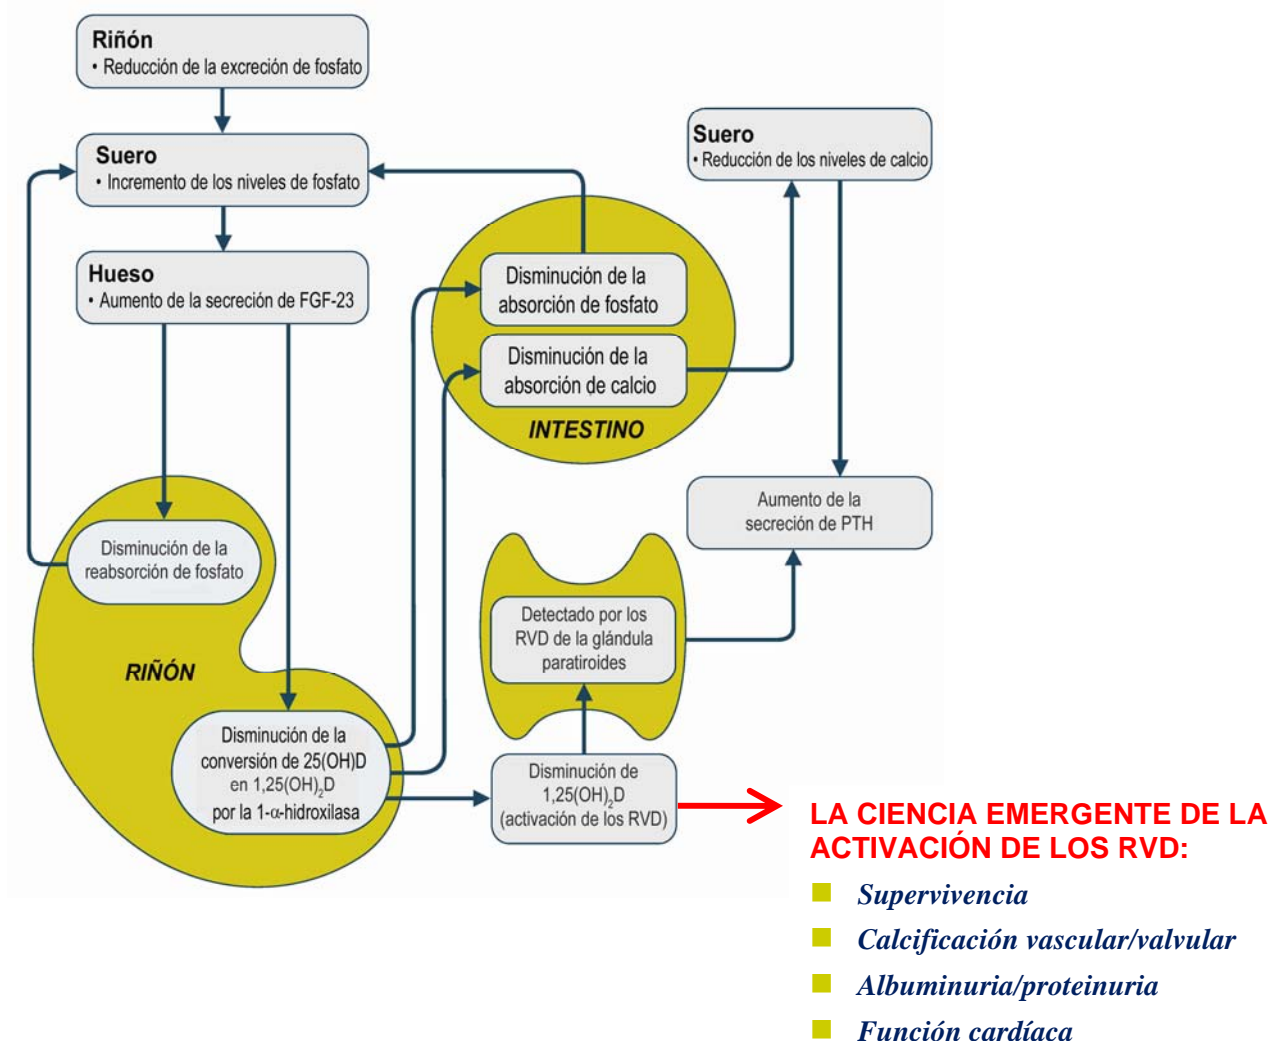 Riñón
• Reducción de la excreción de fosfato
Suero
• Incremento de los niveles de fosfato
Hueso
• Aumento de la secreción de FGF-23
Suero
• Reducción de los niveles de calcio
Disminución de la
absorción de fosfato
Disminución de la
absorción de calcio
INTESTINO
Aumento de la
secreción de PTH
Disminución de la
reabsorción de fosfato
RIÑÓN
Detectado por los
RVD de la glándula
paratiroides
Disminución de la
conversión de 25(OH)D
en 1,25(OH)₂D
por la 1-α-hidroxilasa
Disminución de
1,25(OH)₂D
(activación de los RVD)
LA CIENCIA EMERGENTE DE LA
ACTIVACIÓN DE LOS RVD:
Supervivencia
Calcificación vascular/valvular
Albuminuria/proteinuria
Función cardíaca